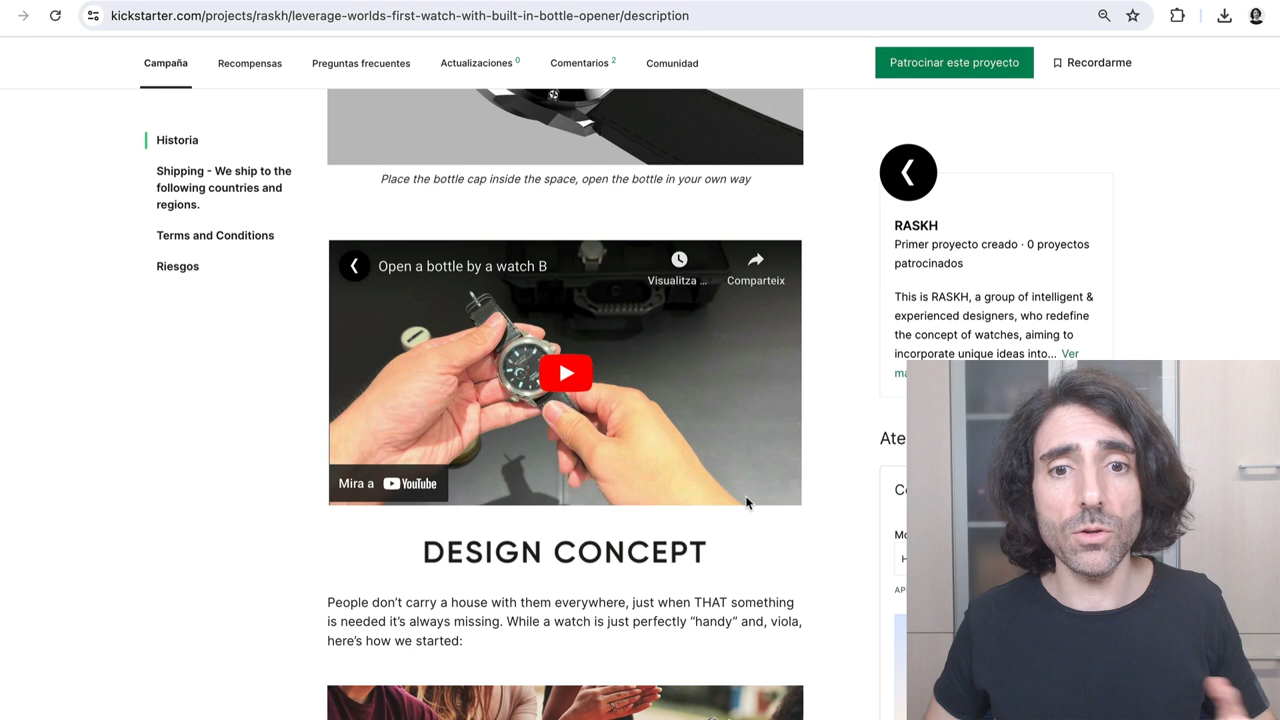 kickstarter.com/projects/raskh/leverage-worlds-first-watch-with-built-in-bottle-opener/description
Campaña
Recompensas
Preguntas frecuentes
Actualizaciones 0
Comentarios 2
Comunidad
Patrocinar este proyecto
Recordarme
Historia
Shipping - We ship to the
following countries and
regions.
Terms and Conditions
Riesgos
Place the bottle cap inside the space, open the bottle in your own way
Open a bottle by a watch B
Visualitza ...
Comparteix
Mira a YouTube
DESIGN CONCEPT
People don’t carry a house with them everywhere, just when THAT something
is needed it’s always missing. While a watch is just perfectly “handy” and, viola,
here’s how we started:
RASKH
Primer proyecto creado · 0 proyectos
patrocinados
This is RASKH, a group of intelligent &
experienced designers, who redefine
the concept of watches, aiming to
incorporate unique ideas into... Ver